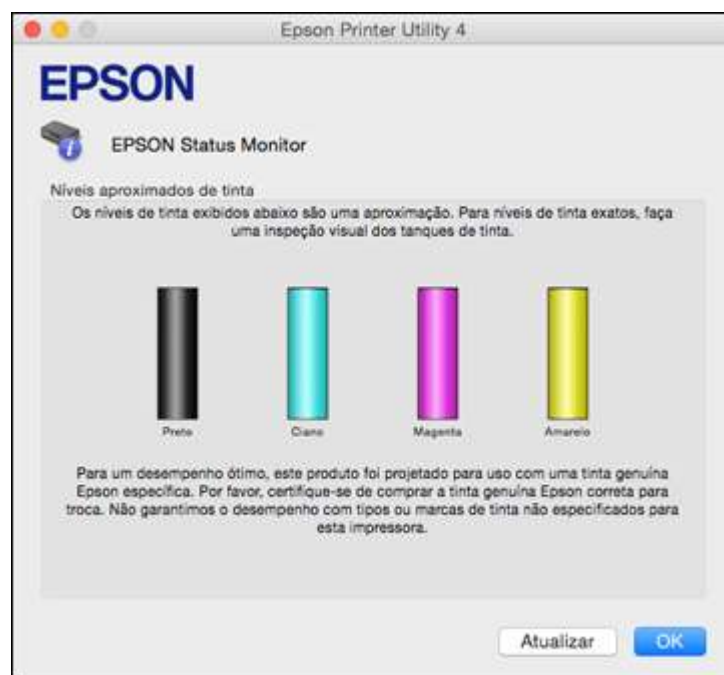 Epson Printer Utility 4
EPSON
EPSON Status Monitor
Níveis aproximados de tinta
Os níveis de tinta exibidos abaixo são uma aproximação. Para níveis de tinta exatos, faça
uma inspeção visual dos tanques de tinta.
Preto Ciano Magenta Amarelo
Para um desempenho ótimo, este produto foi projetado para uso com uma tinta genuína
Epson específica. Por favor, certifique-se de comprar a tinta genuína Epson correta para
troca. Não garantimos o desempenho com tipos ou marcas de tinta não especificados para
esta impressora.
Atualizar OK